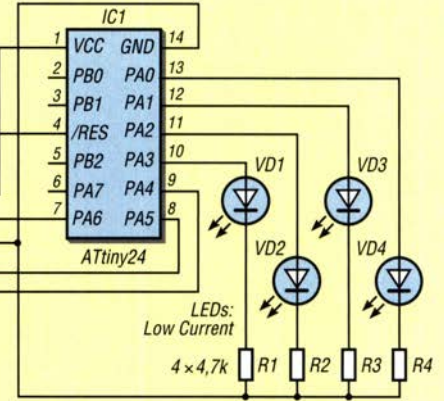 IC1
1 VCC GND 14
2 PB0 PA0 13
3 PB1 PA1 12
4 /RES PA2 11
5 PB2 PA3 10
6 PA7 PA4 9
7 PA6 PA5 8
ATtiny24
VD1 VD3
VD2 VD4
LEDs:
Low Current
4×4,7k R1 R2 R3 R4